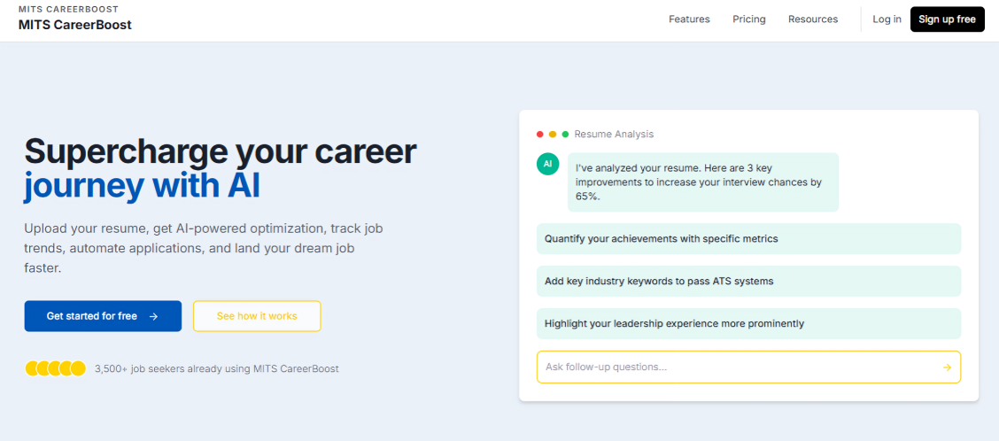 MITS CAREERBOOST
MITS CareerBoost
Features
Pricing
Resources
Log in
Sign up free
Supercharge your career
journey with AI
Upload your resume, get AI-powered optimization, track job
trends, automate applications, and land your dream job
faster.
Get started for free →
See how it works
3,500+ job seekers already using MITS CareerBoost
Resume Analysis
AI
I've analyzed your resume. Here are 3 key
improvements to increase your interview chances by
65%.
Quantify your achievements with specific metrics
Add key industry keywords to pass ATS systems
Highlight your leadership experience more prominently
Ask follow-up questions... →